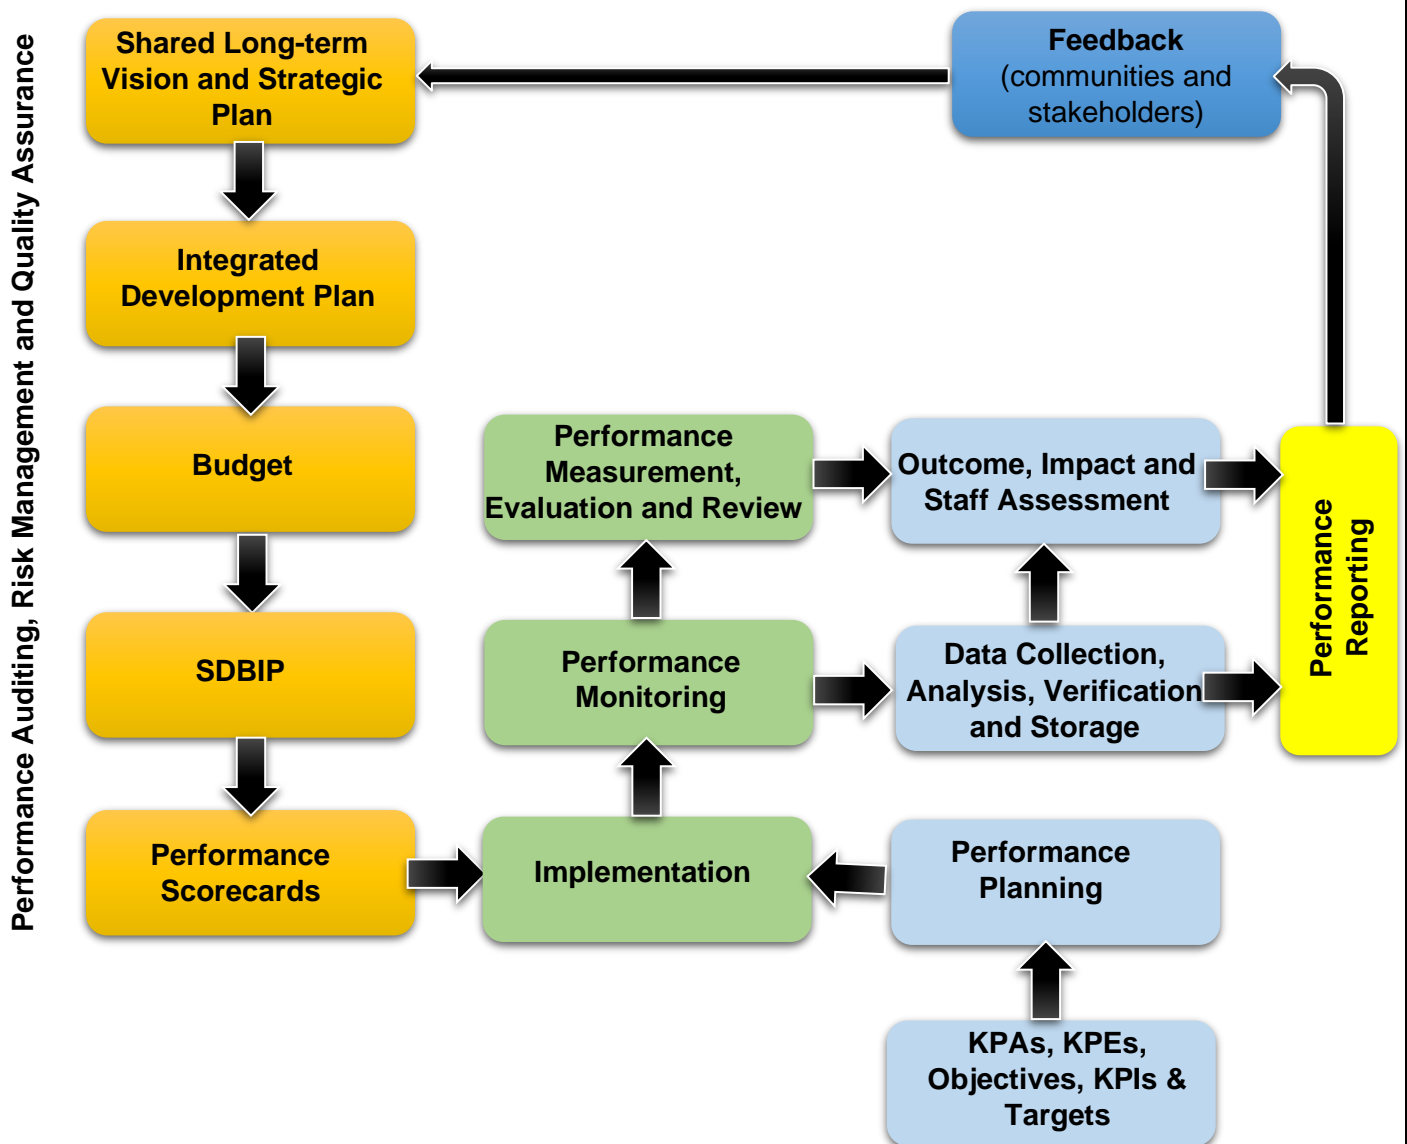 Performance Auditing, Risk Management and Quality Assurance
Shared Long-term
Vision and Strategic
Plan
Feedback
(communities and
stakeholders)
Integrated
Development Plan
Budget
Performance
Measurement,
Evaluation and Review
Outcome, Impact and
Staff Assessment
Performance
Reporting
SDBIP
Performance
Monitoring
Data Collection,
Analysis, Verification
and Storage
Performance
Scorecards
Implementation
Performance
Planning
KPAs, KPEs,
Objectives, KPIs &
Targets